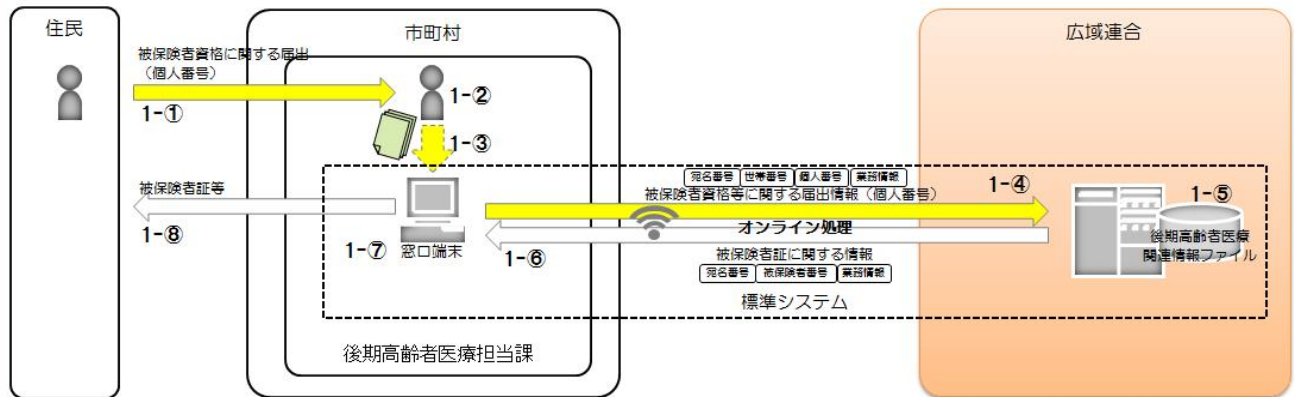 住民
市町村
広域連合
被保険者資格に関する届出
（個人番号）
1-①
1-②
1-③
宛名番号 世帯番号 個人番号 業務情報
被保険者資格等に関する届出情報（個人番号）
1-④
1-⑤
被保険者証等
オンライン処理
後期高齢者医療
関連情報ファイル
1-⑧
1-⑦
窓口端末
1-⑥
被保険者証に関する情報
宛名番号 被保険者番号 業務情報
標準システム
後期高齢者医療担当課